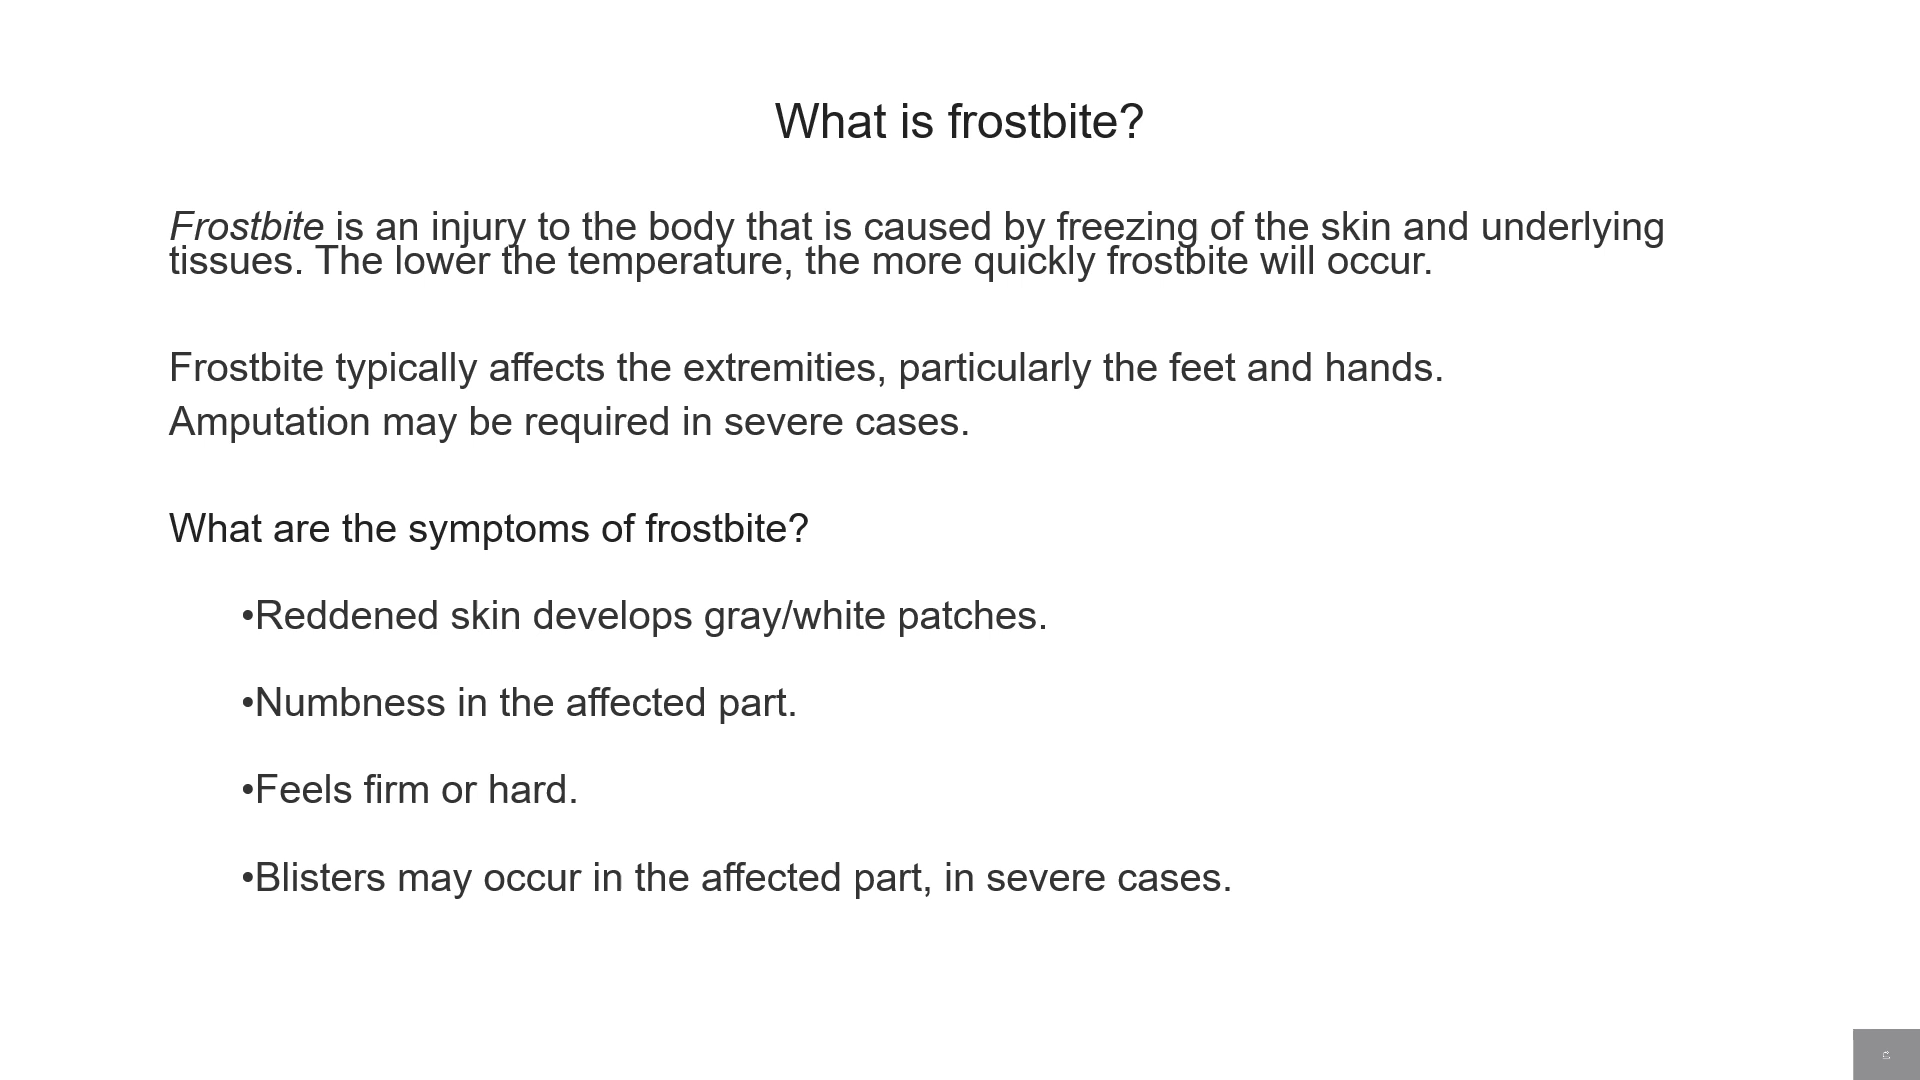 What is frostbite?
Frostbite is an injury to the body that is caused by freezing of the skin and underlying
tissues. The lower the temperature, the more quickly frostbite will occur.
Frostbite typically affects the extremities, particularly the feet and hands.
Amputation may be required in severe cases.
What are the symptoms of frostbite?
•Reddened skin develops gray/white patches.
•Numbness in the affected part.
•Feels firm or hard.
•Blisters may occur in the affected part, in severe cases.